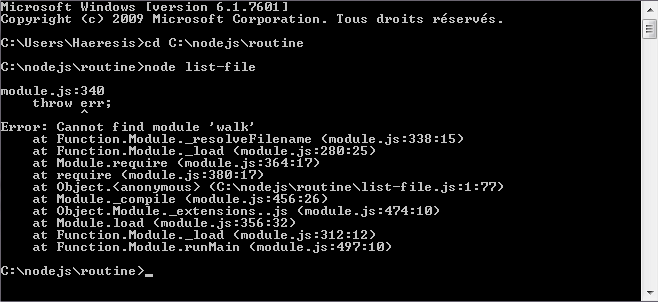 Microsoft Windows [version 6.1.7601]
Copyright (c) 2009 Microsoft Corporation. Tous droits réservés.
C:\Users\Haeresis>cd C:\nodejs\routine
C:\nodejs\routine>node list-file
module.js:340
    throw err;
          ^
Error: Cannot find module 'walk'
    at Function.Module._resolveFilename (module.js:338:15)
    at Function.Module._load (module.js:280:25)
    at Module.require (module.js:364:17)
    at require (module.js:380:17)
    at Object.<anonymous> (C:\nodejs\routine\list-file.js:1:77)
    at Module._compile (module.js:456:26)
    at Object.Module._extensions..js (module.js:474:10)
    at Module.load (module.js:356:32)
    at Function.Module._load (module.js:312:12)
    at Function.Module.runMain (module.js:497:10)
C:\nodejs\routine>_